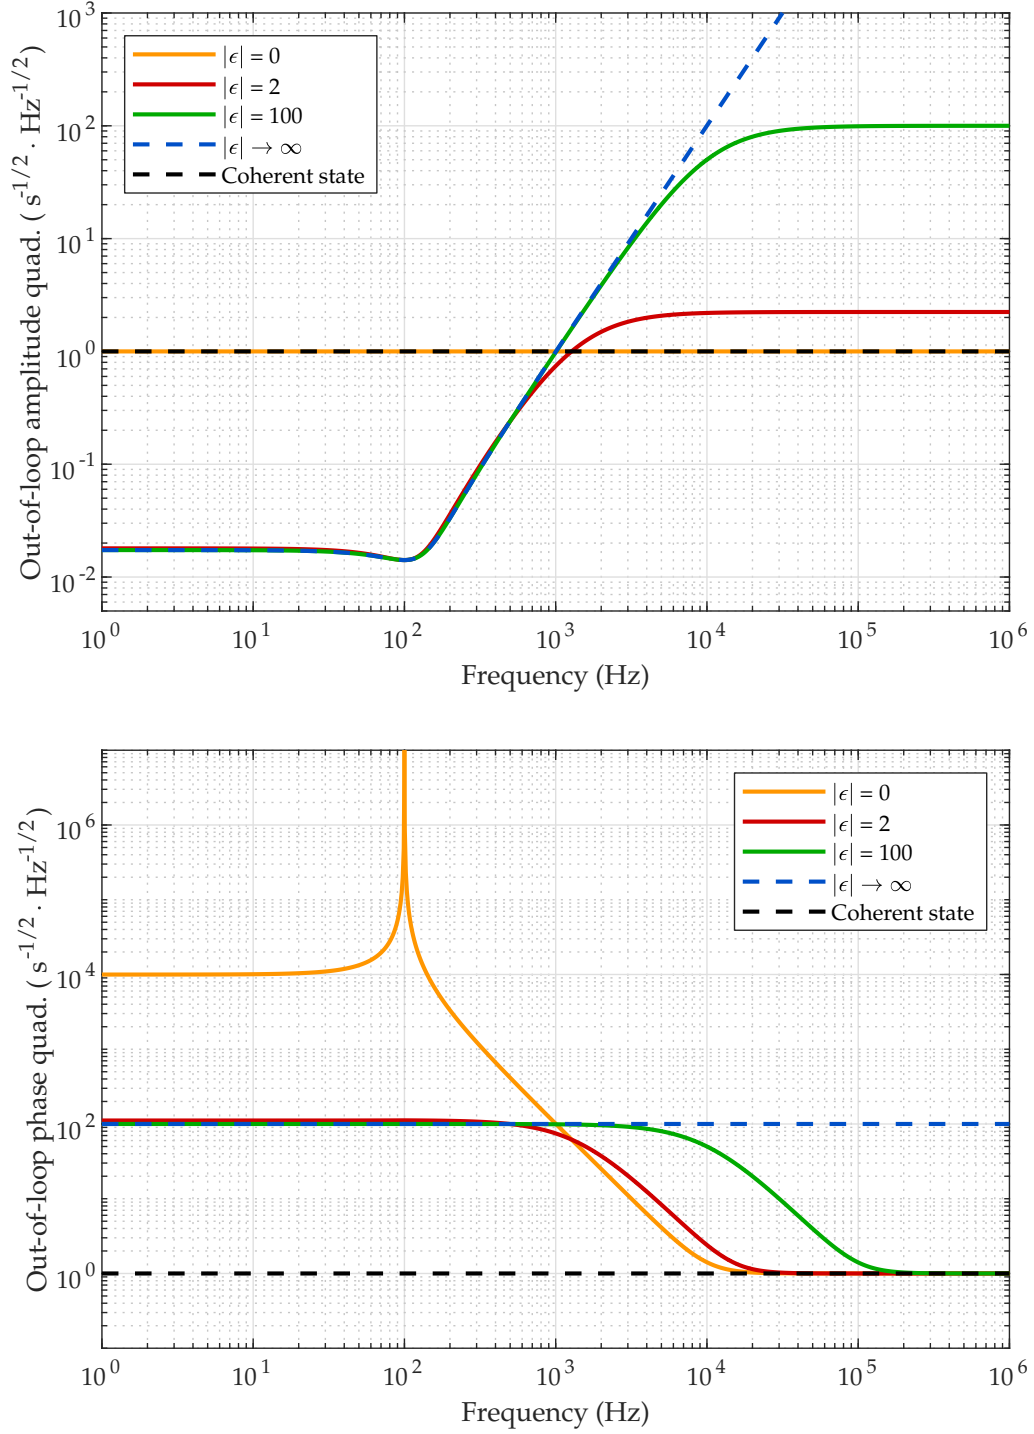 Out-of-loop amplitude quad. ( s^-1/2 . Hz^-1/2)
10^3
10^2
10^1
10^0
10^-1
10^-2
|ϵ| = 0
|ϵ| = 2
|ϵ| = 100
|ϵ| → ∞
Coherent state
10^0 10^1 10^2 10^3 10^4 10^5 10^6
Frequency (Hz)
Out-of-loop phase quad. ( s^-1/2 . Hz^-1/2)
10^6
10^4
10^2
10^0
|ϵ| = 0
|ϵ| = 2
|ϵ| = 100
|ϵ| → ∞
Coherent state
10^0 10^1 10^2 10^3 10^4 10^5 10^6
Frequency (Hz)